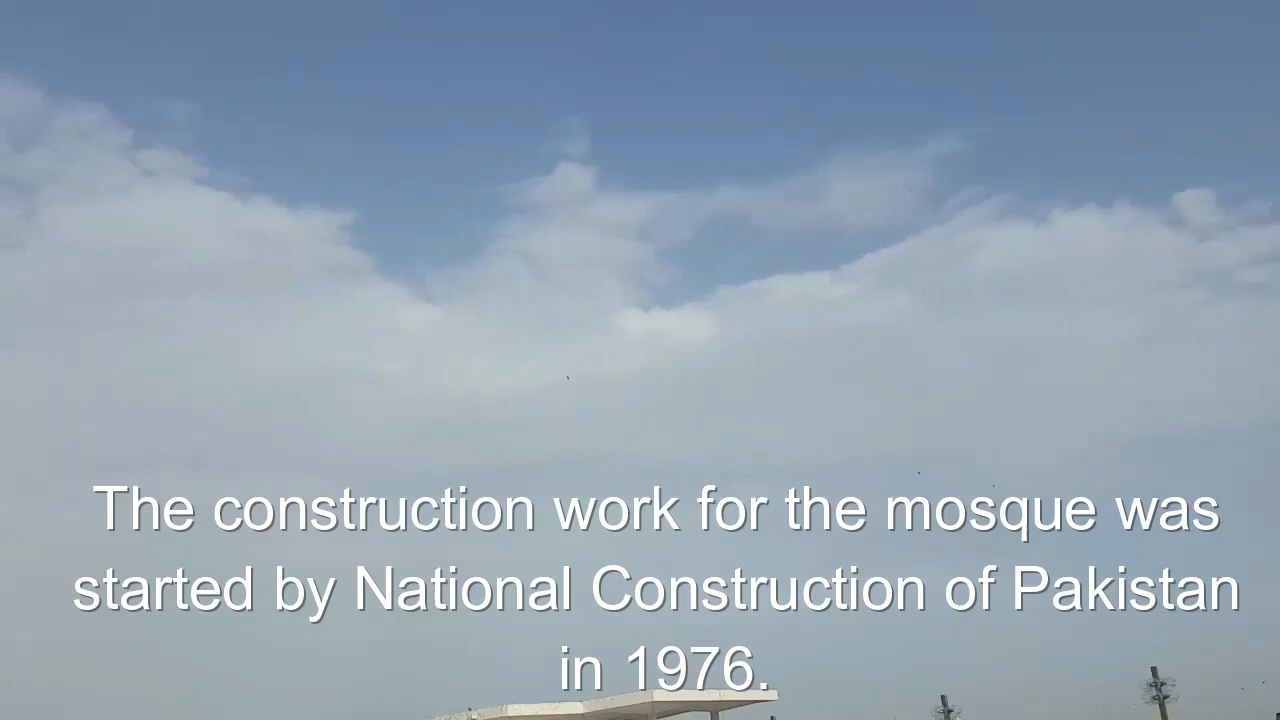 The construction work for the mosque was
started by National Construction of Pakistan
in 1976.